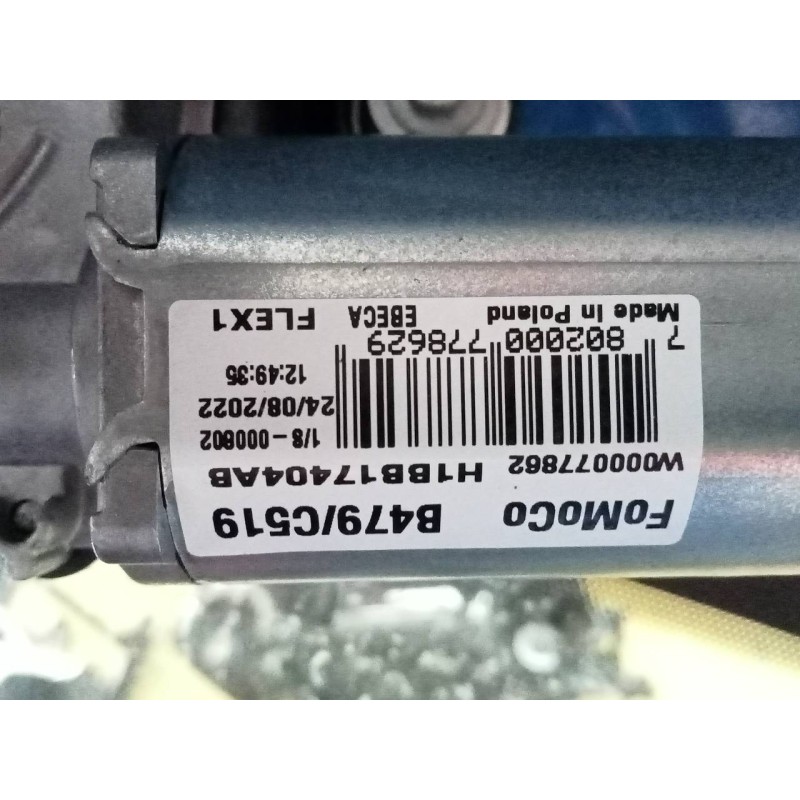 FoMoCo B479/C519
W000077862 H1BB17404AB
1/8-000802
24/08/2022
12:49:35
7 802000 778629
Made in Poland EBECA FLEX1